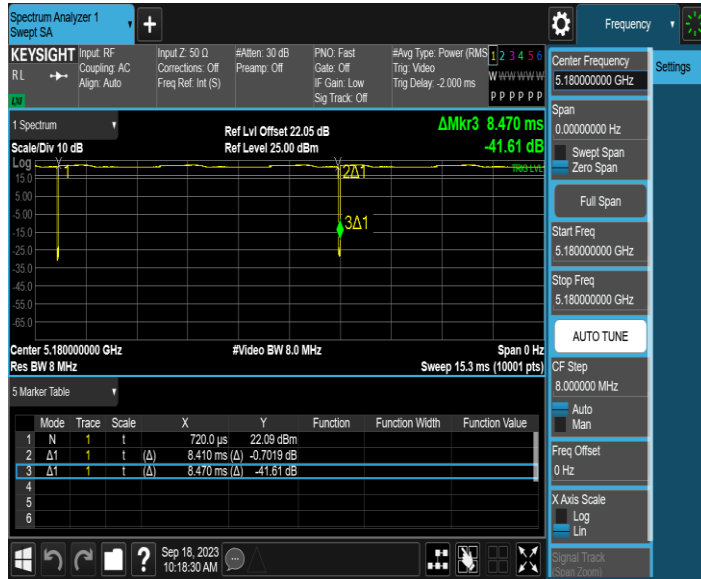 Spectrum Analyzer 1
Swept SA
+
Frequency
KEYSIGHT
RL
Input: RF
Coupling: AC
Align: Auto
Input Z: 50 Ω
Corrections: Off
Freq Ref: Int (S)
#Atten: 30 dB
Preamp: Off
PNO: Fast
Gate: Off
IF Gain: Low
Sig Track: Off
#Avg Type: Power (RMS
Trig: Video
Trig Delay: -2.000 ms
1 2 3 4 5 6
W W W W W W
P P P P P P
Center Frequency
5.180000000 GHz
Settings
Span
0.00000000 Hz
Swept Span
Zero Span
Full Span
Start Freq
5.180000000 GHz
Stop Freq
5.180000000 GHz
AUTO TUNE
CF Step
8.000000 MHz
Auto
Man
Freq Offset
0 Hz
X Axis Scale
Log
Lin
Signal Track
(Span Zoom)
1 Spectrum
Scale/Div 10 dB
Ref Lvl Offset 22.05 dB
Ref Level 25.00 dBm
ΔMkr3 8.470 ms
-41.61 dB
Log
15.0
5.00
-5.00
-15.0
-25.0
-35.0
-45.0
-55.0
-65.0
1
2Δ1
3Δ1
TRIG LVL
Center 5.180000000 GHz
Res BW 8 MHz
#Video BW 8.0 MHz
Span 0 Hz
Sweep 15.3 ms (10001 pts)
5 Marker Table
Mode Trace Scale X Y Function Function Width Function Value
1 N 1 t 720.0 µs 22.09 dBm
2 Δ1 1 t (Δ) 8.410 ms (Δ) -0.7019 dB
3 Δ1 1 t (Δ) 8.470 ms (Δ) -41.61 dB
4
5
6
?
Sep 18, 2023
10:18:30 AM